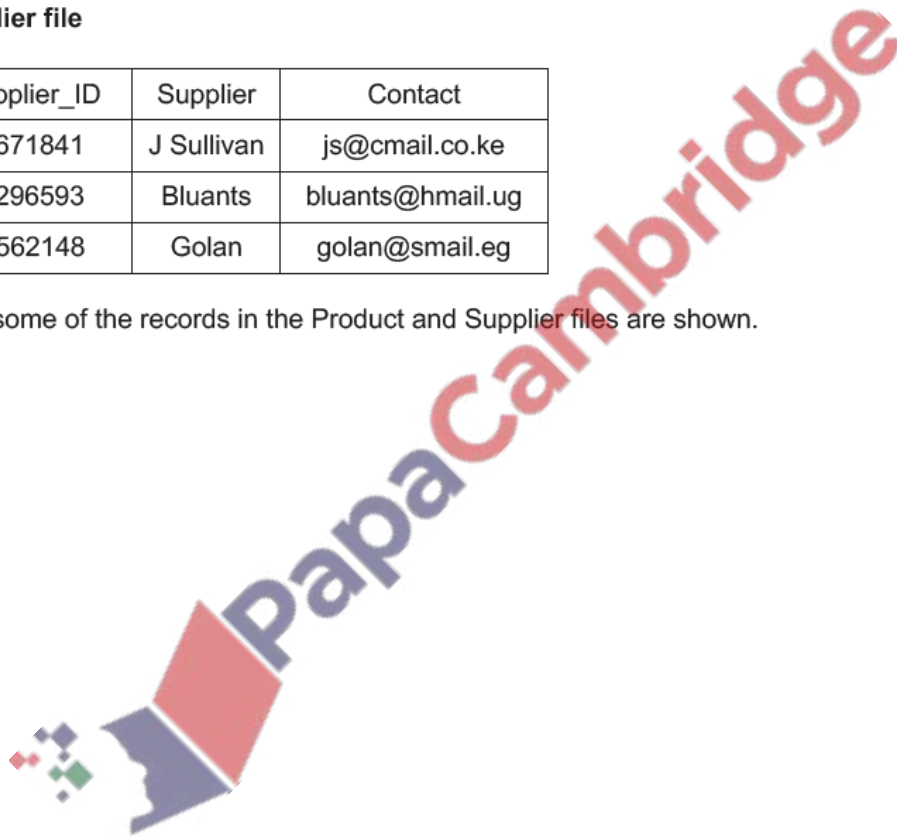 lier file
pplier_ID Supplier Contact
671841 J Sullivan js@cmail.co.ke
296593 Bluants bluants@hmail.ug
562148 Golan golan@smail.eg
some of the records in the Product and Supplier files are shown.
PapaCambridge